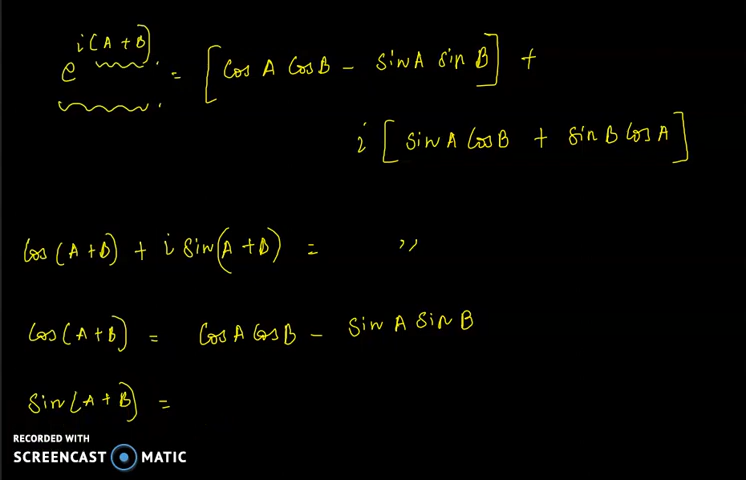 e^{i(A+B)} = [Cos A Cos B − Sin A Sin B] +
i [Sin A Cos B + Sin B Cos A]
Cos(A+B) + i Sin(A+B) = ,,
Cos(A+B) = Cos A Cos B − Sin A Sin B
Sin(A+B) =
RECORDED WITH
SCREENCAST MATIC